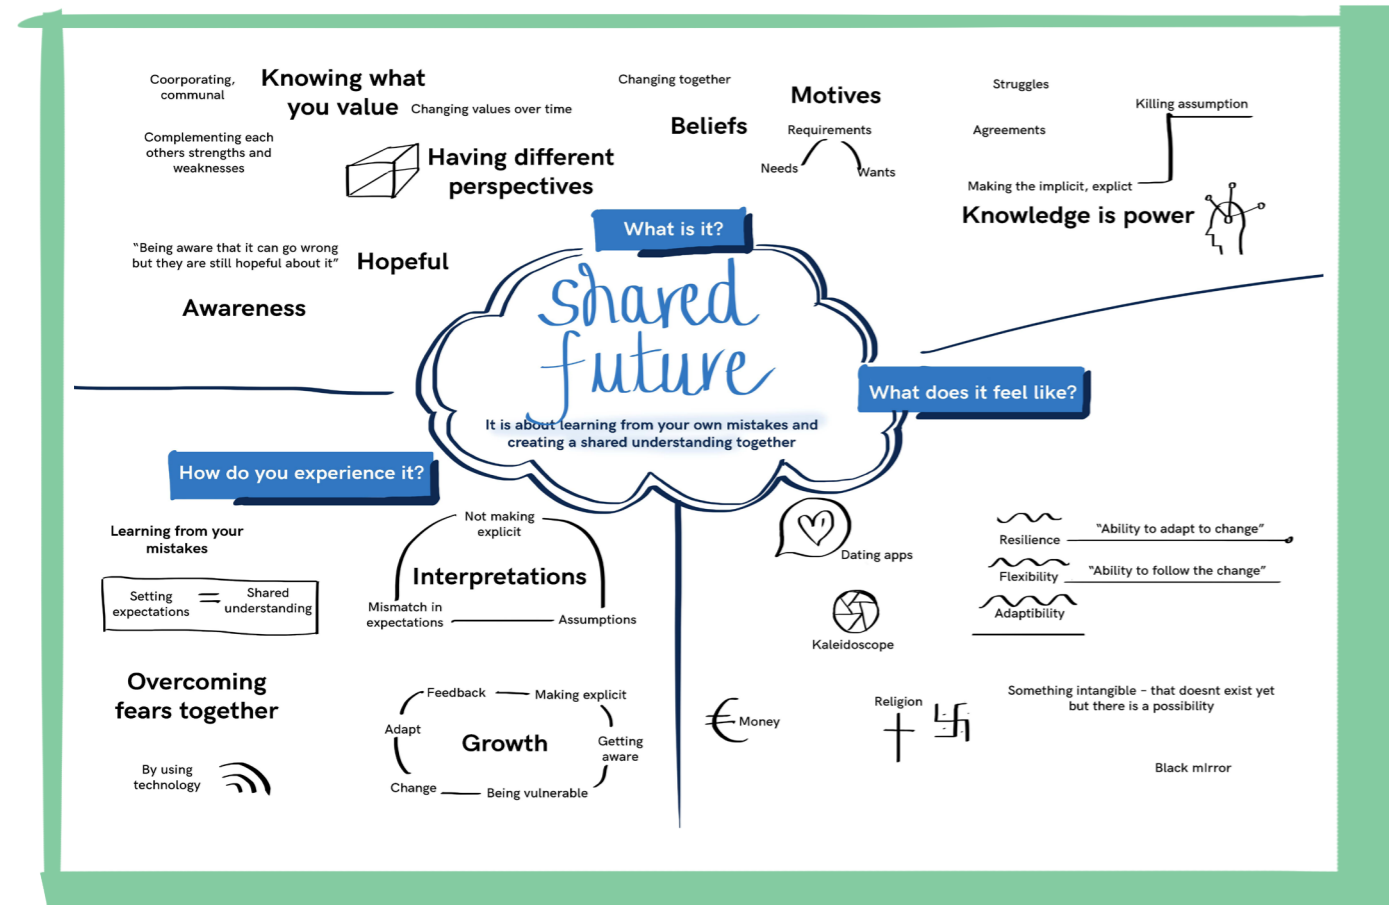 Coorporating,
communal
Knowing what
you value
Changing values over time
Complementing each
others strengths and
weaknesses
Having different
perspectives
"Being aware that it can go wrong
but they are still hopeful about it"
Hopeful
Awareness
Changing together
Beliefs
Motives
Requirements
Needs
Wants
Struggles
Agreements
Killing assumption
Making the implicit, explict
Knowledge is power
What is it?
shared
future
It is about learning from your own mistakes and
creating a shared understanding together
What does it feel like?
How do you experience it?
Learning from your
mistakes
Setting
expectations
=
Shared
understanding
Not making
explicit
Interpretations
Mismatch in
expectations
Assumptions
Overcoming
fears together
By using
technology
Feedback
Making explicit
Adapt
Growth
Getting
aware
Change
Being vulnerable
Dating apps
Kaleidoscope
€
Money
Religion
Resilience
"Ability to adapt to change"
Flexibility
"Ability to follow the change"
Adaptibility
Something intangible - that doesnt exist yet
but there is a possibility
Black mIrror